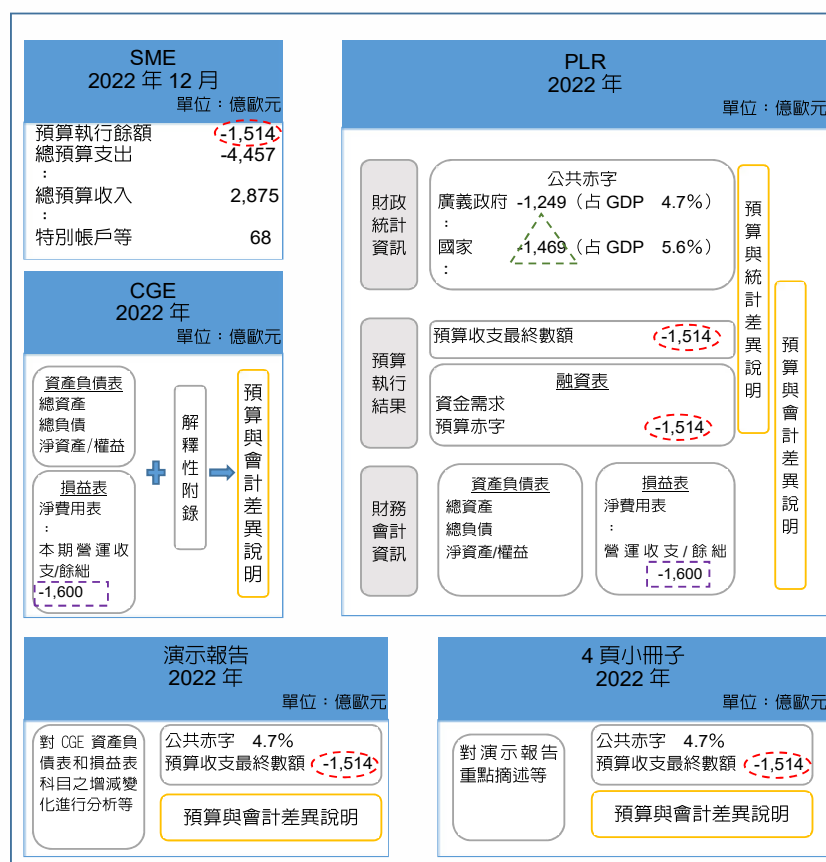 SME
2022 年 12 月
單位：億歐元
預算執行餘額 -1,514
總預算支出 -4,457
：
總預算收入 2,875
：
特別帳戶等 68
CGE
2022 年
單位：億歐元
資產負債表
總資產
總負債
淨資產/權益
損益表
淨費用表
：
本期營運收
支/餘絀
-1,600
解釋性附錄
預算與會計差異說明
PLR
2022 年
單位：億歐元
財政
統計
資訊
公共赤字
廣義政府 -1,249（占 GDP 4.7%）
：
國家 -1,469（占 GDP 5.6%）
：
預算
執行
結果
預算收支最終數額 -1,514
融資表
資金需求
預算赤字 -1,514
財務
會計
資訊
資產負債表
總資產
總負債
淨資產/權益
損益表
淨費用表
：
營運收支/餘絀
-1,600
預算與統計差異說明
預算與會計差異說明
演示報告
2022 年
單位：億歐元
對 CGE 資產負
債表和損益表
科目之增減變
化進行分析等
公共赤字 4.7%
預算收支最終數額 -1,514
預算與會計差異說明
4 頁小冊子
2022 年
單位：億歐元
對演示報告
重點摘述等
公共赤字 4.7%
預算收支最終數額 -1,514
預算與會計差異說明